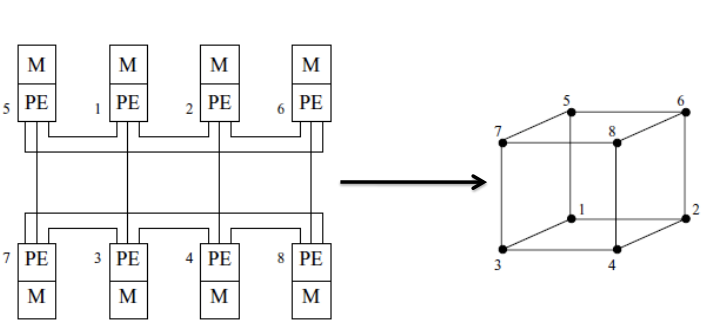 M M M M
5 PE 1 PE 2 PE 6 PE
7 PE 3 PE 4 PE 8 PE
M M M M
5 6
7 8
1 2
3 4